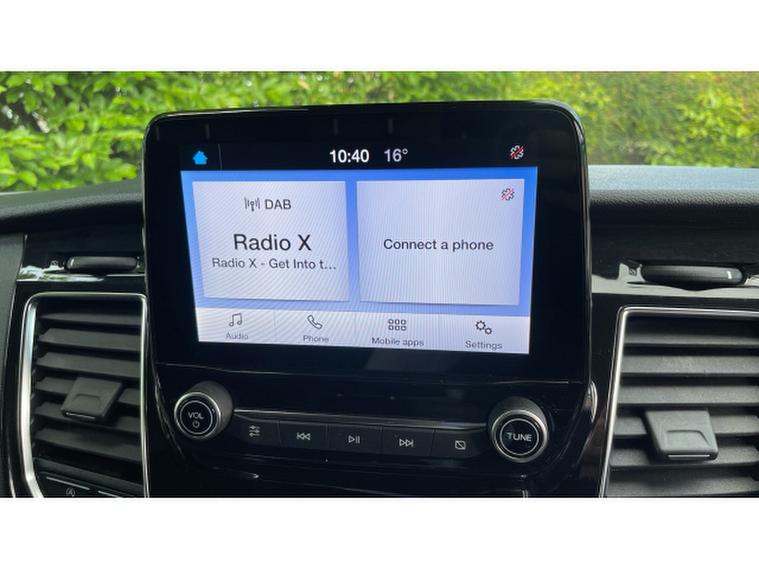 10:40 16°
DAB
Radio X
Radio X - Get Into t...
Connect a phone
Audio
Phone
Mobile apps
Settings
VOL
TUNE